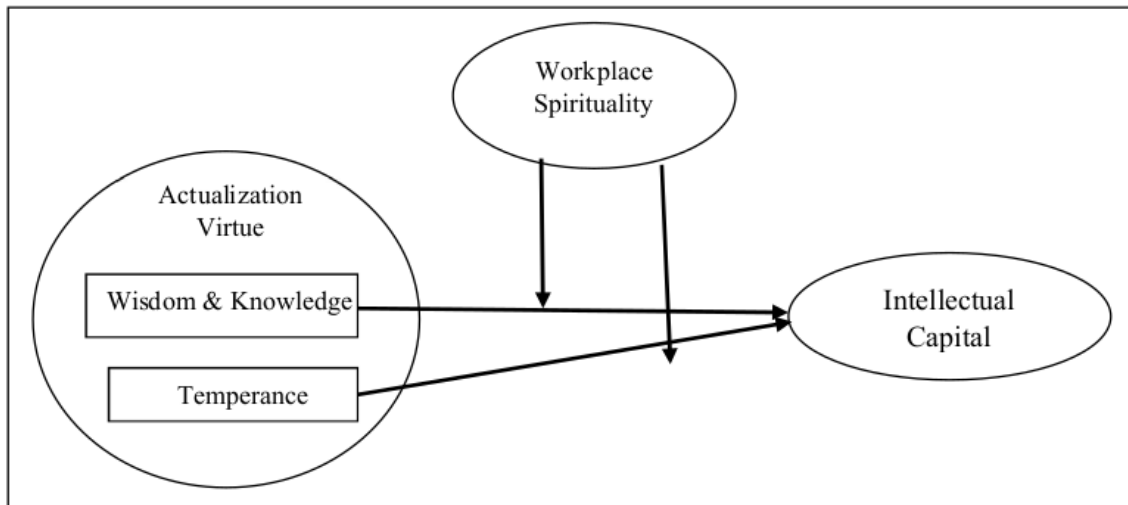 Workplace
Spirituality
Actualization
Virtue
Wisdom & Knowledge
Temperance
Intellectual
Capital